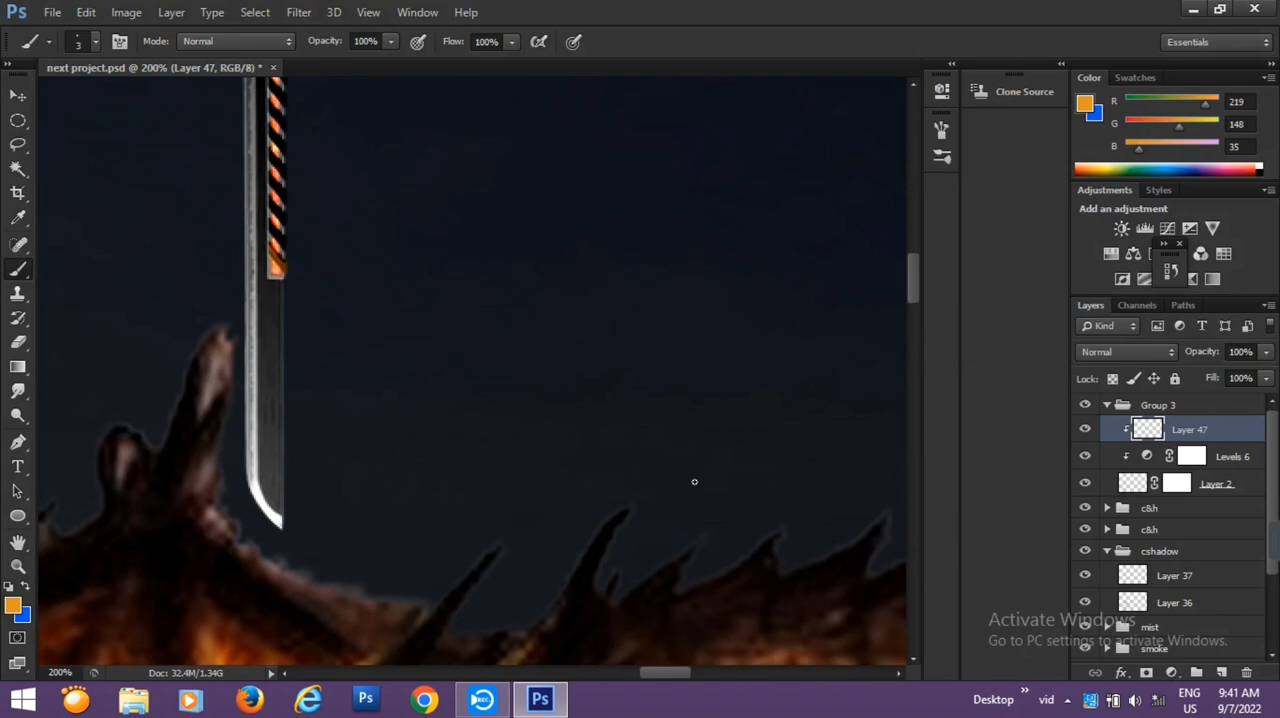 Ps File Edit Image Layer Type Select Filter 3D View Window Help
3 Mode: Normal Opacity: 100% Flow: 100% Essentials
next project.psd @ 200% (Layer 47, RGB/8) * ×
Clone Source
Color Swatches
R 219
G 148
B 35
Adjustments Styles
Add an adjustment
Layers Channels Paths
Kind
Normal Opacity: 100%
Lock: Fill: 100%
Group 3
Layer 47
Levels 6
Layer 2
c&h
c&h
cshadow
Layer 37
Layer 36
mist
smoke
Activate Windows
Go to PC settings to activate Windows.
200% Doc: 32.4M/1.34G
REC
Ps
Ps
Desktop » vid
ENG
US
9:41 AM
9/7/2022